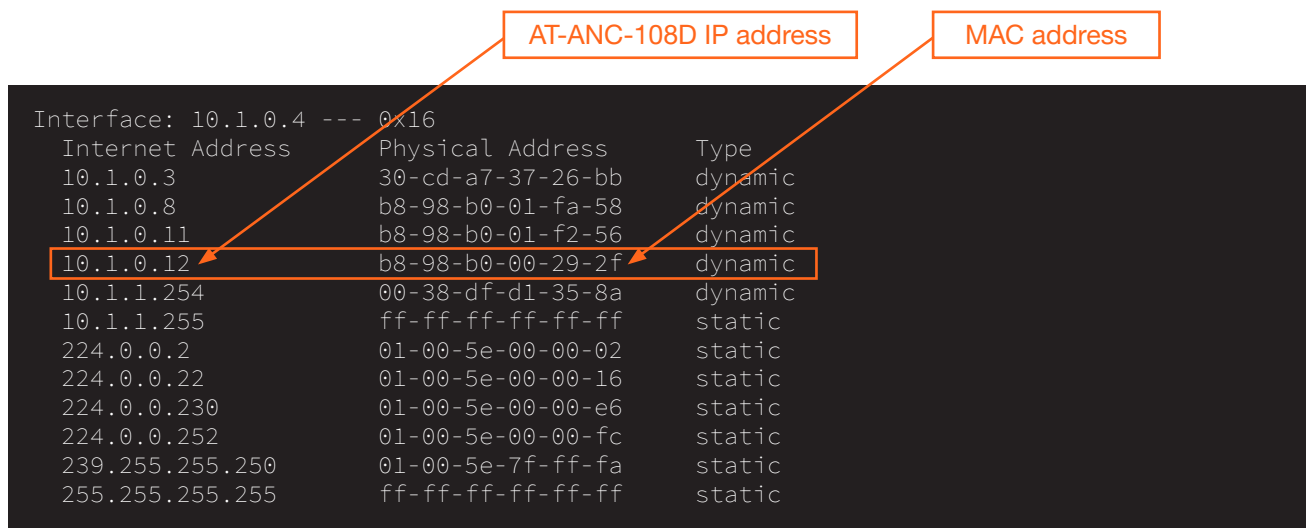 AT-ANC-108D IP address MAC address
Interface: 10.1.0.4 --- 0x16
Internet Address Physical Address Type
10.1.0.3 30-cd-a7-37-26-bb dynamic
10.1.0.8 b8-98-b0-01-fa-58 dynamic
10.1.0.11 b8-98-b0-01-f2-56 dynamic
10.1.0.12 b8-98-b0-00-29-2f dynamic
10.1.1.254 00-38-df-d1-35-8a dynamic
10.1.1.255 ff-ff-ff-ff-ff-ff static
224.0.0.2 01-00-5e-00-00-02 static
224.0.0.22 01-00-5e-00-00-16 static
224.0.0.230 01-00-5e-00-00-e6 static
224.0.0.252 01-00-5e-00-00-fc static
239.255.255.250 01-00-5e-7f-ff-fa static
255.255.255.255 ff-ff-ff-ff-ff-ff static